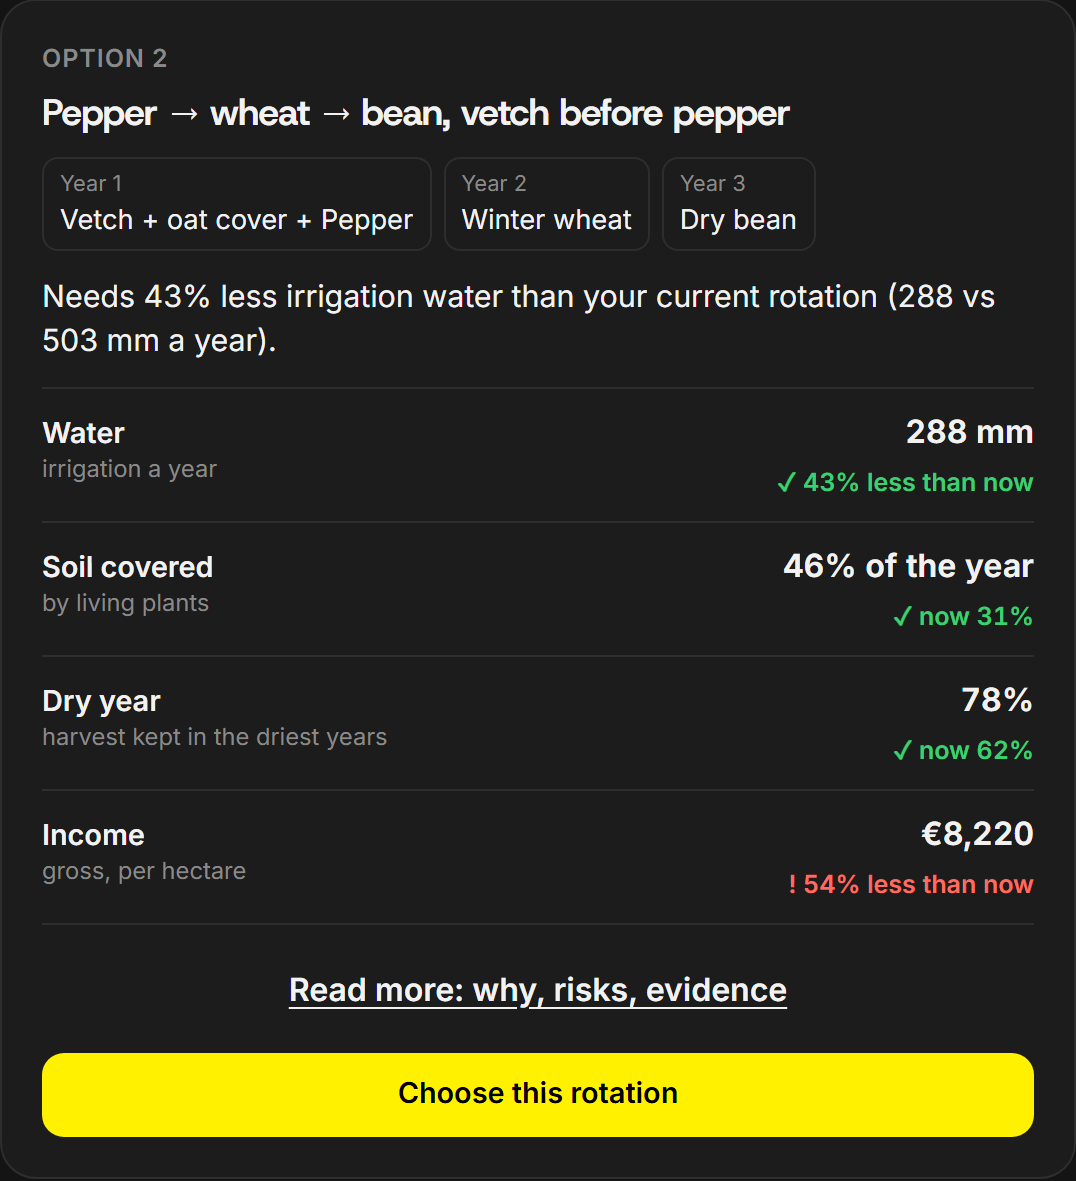 OPTION 2
Pepper → wheat → bean, vetch before pepper
Year 1
Vetch + oat cover + Pepper
Year 2
Winter wheat
Year 3
Dry bean
Needs 43% less irrigation water than your current rotation (288 vs
503 mm a year).
Water
irrigation a year
288 mm
✓ 43% less than now
Soil covered
by living plants
46% of the year
✓ now 31%
Dry year
harvest kept in the driest years
78%
✓ now 62%
Income
gross, per hectare
€8,220
! 54% less than now
Read more: why, risks, evidence
Choose this rotation